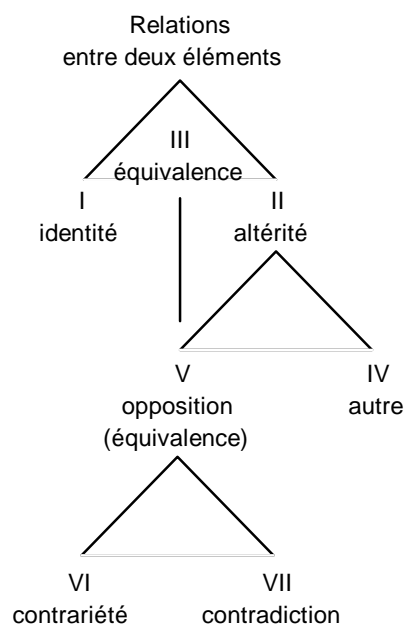 Relations
entre deux éléments
III
équivalence
I
identité
II
altérité
V
opposition
(équivalence)
IV
autre
VI
contrariété
VII
contradiction